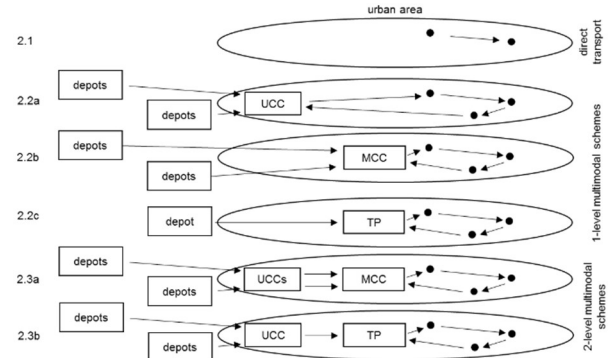 urban area
2.1
direct
transport
depots
2.2a
UCC
depots
1-level multimodal schemes
2.2b
depots
MCC
depots
2.2c
depot
TP
2.3a
depots
UCCs
MCC
depots
2-level multimodal
schemes
2.3b
depots
UCC
TP
depots